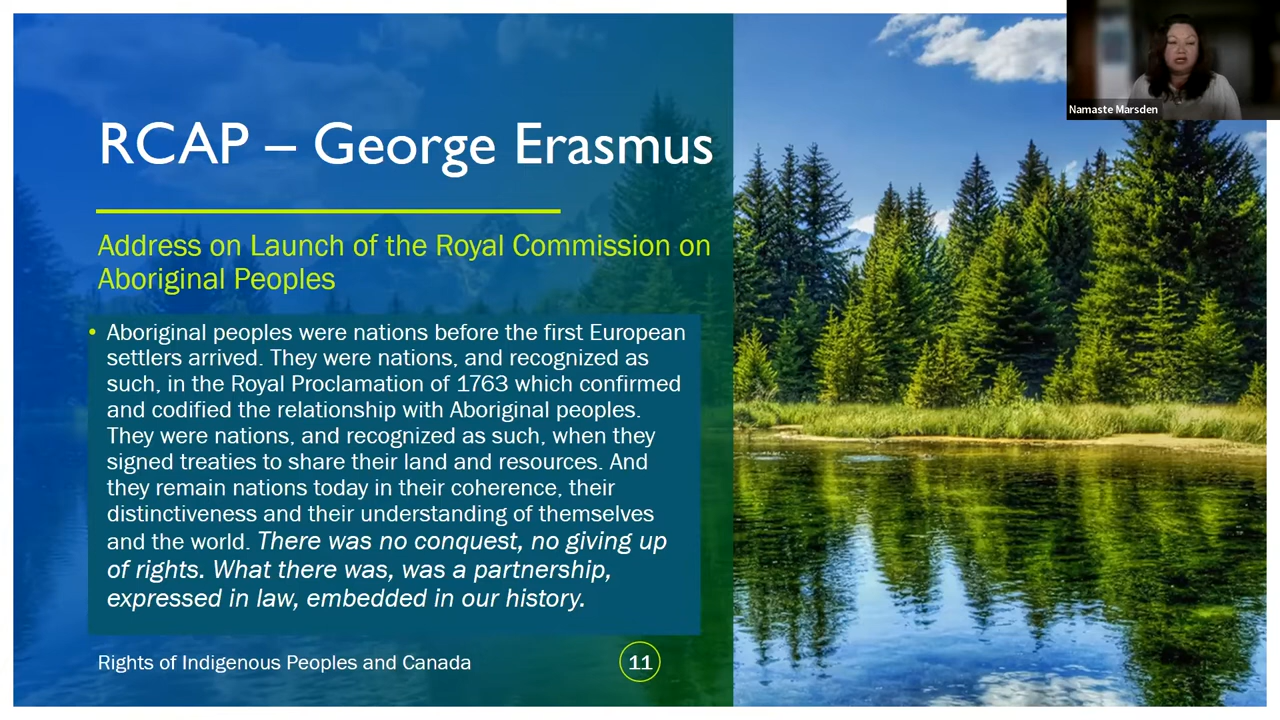 Namaste Marsden
RCAP – George Erasmus
Address on Launch of the Royal Commission on
Aboriginal Peoples
• Aboriginal peoples were nations before the first European
settlers arrived. They were nations, and recognized as
such, in the Royal Proclamation of 1763 which confirmed
and codified the relationship with Aboriginal peoples.
They were nations, and recognized as such, when they
signed treaties to share their land and resources. And
they remain nations today in their coherence, their
distinctiveness and their understanding of themselves
and the world. There was no conquest, no giving up
of rights. What there was, was a partnership,
expressed in law, embedded in our history.
Rights of Indigenous Peoples and Canada
11